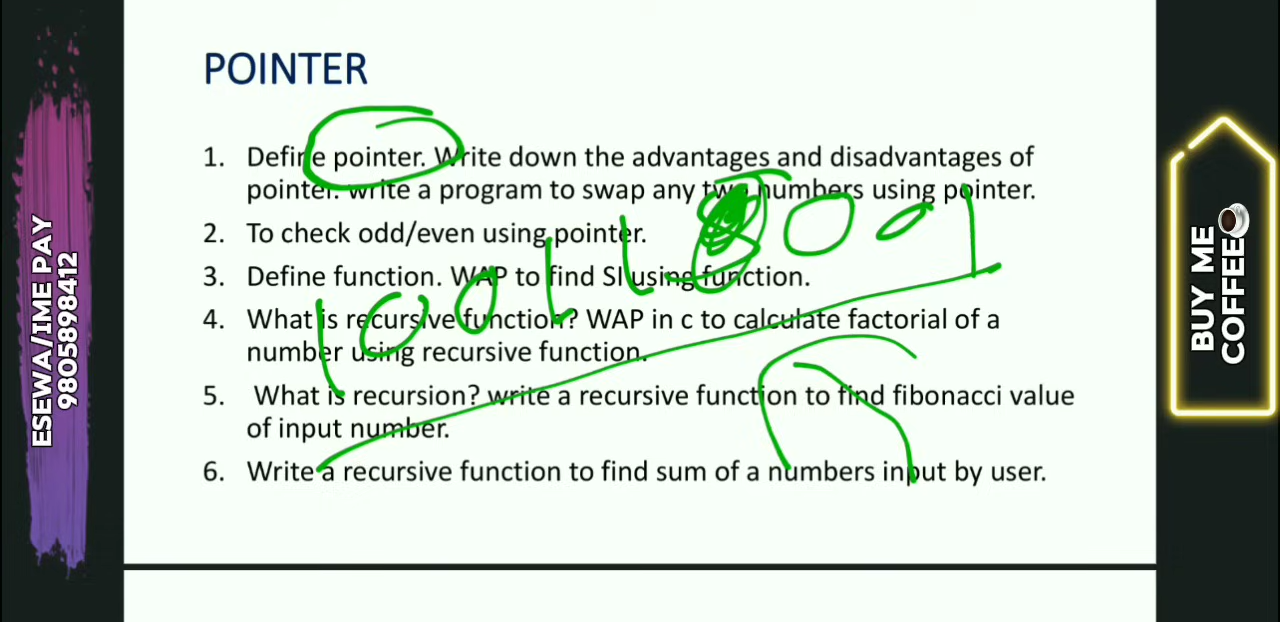 POINTER
1. Define pointer. Write down the advantages and disadvantages of
pointer. write a program to swap any two numbers using pointer.
2. To check odd/even using pointer.
3. Define function. WAP to find SI using function.
4. What is recursive function? WAP in c to calculate factorial of a
number using recursive function.
5. What is recursion? write a recursive function to find fibonacci value
of input number.
6. Write a recursive function to find sum of a numbers input by user.
ESEWA/IME PAY
9805898412
BUY ME
COFFEE